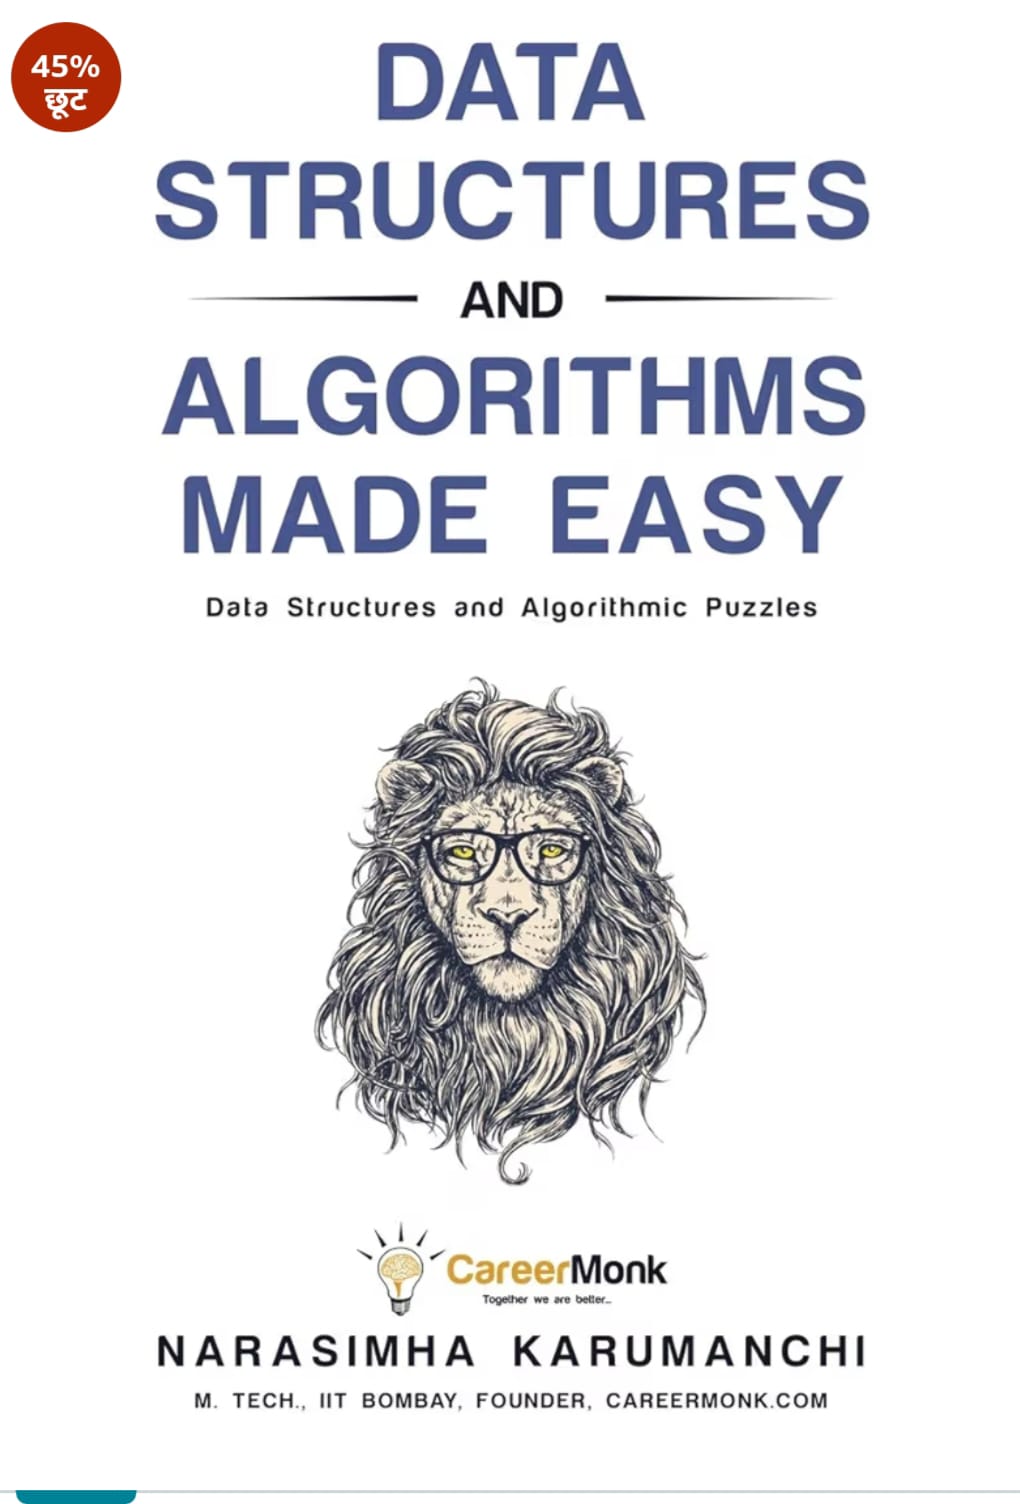 45%
छूट
DATA
STRUCTURES
AND
ALGORITHMS
MADE EASY
Data Structures and Algorithmic Puzzles
CareerMonk
Together we are better...
NARASIMHA KARUMANCHI
M. TECH., IIT BOMBAY, FOUNDER, CAREERMONK.COM